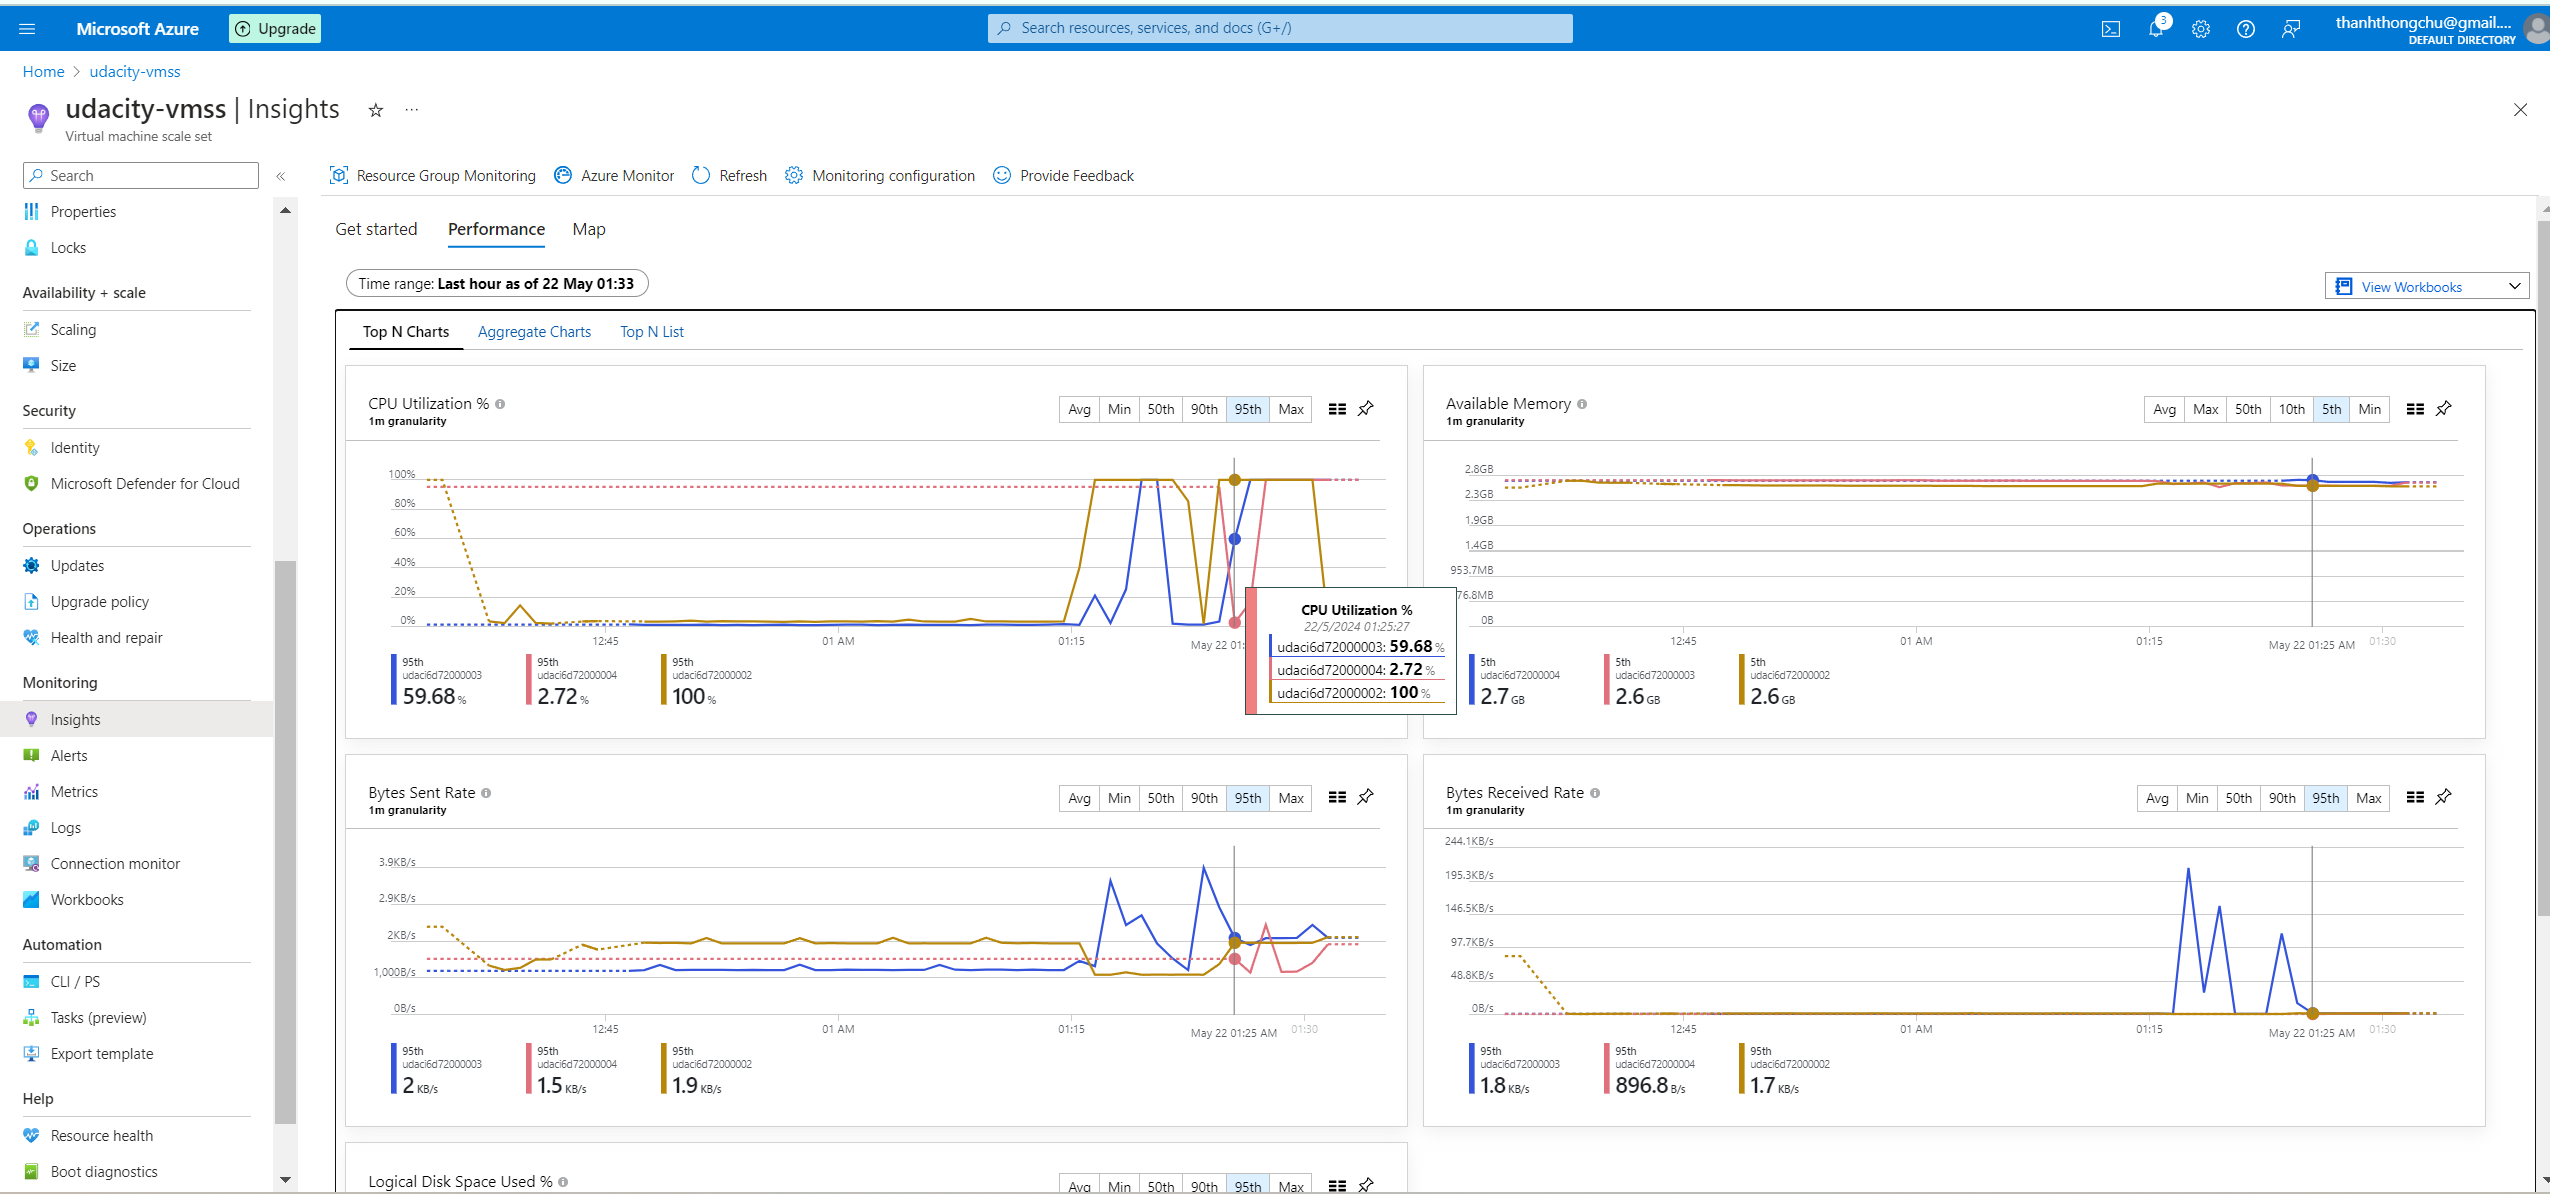 Microsoft Azure
Upgrade
Search resources, services, and docs (G+/)
3
thanhthongchu@gmail....
DEFAULT DIRECTORY
Home > udacity-vmss
udacity-vmss | Insights
Virtual machine scale set
Search
Properties
Locks
Availability + scale
Scaling
Size
Security
Identity
Microsoft Defender for Cloud
Operations
Updates
Upgrade policy
Health and repair
Monitoring
Insights
Alerts
Metrics
Logs
Connection monitor
Workbooks
Automation
CLI / PS
Tasks (preview)
Export template
Help
Resource health
Boot diagnostics
Resource Group Monitoring Azure Monitor Refresh Monitoring configuration Provide Feedback
Get started Performance Map
Time range: Last hour as of 22 May 01:33
View Workbooks
Top N Charts Aggregate Charts Top N List
CPU Utilization %
1m granularity
Avg Min 50th 90th 95th Max
100%
80%
60%
40%
20%
0%
12:45 01 AM 01:15 May 22 01:
CPU Utilization %
22/5/2024 01:25:27
udaci6d72000003: 59.68 %
udaci6d72000004: 2.72 %
udaci6d72000002: 100 %
95th 95th 95th
udaci6d72000003 udaci6d72000004 udaci6d72000002
59.68 % 2.72 % 100 %
Available Memory
1m granularity
Avg Max 50th 10th 5th Min
2.8GB
2.3GB
1.9GB
1.4GB
953.7MB
76.8MB
0B
12:45 01 AM 01:15 May 22 01:25 AM 01:30
5th 5th 5th
udaci6d72000004 udaci6d72000003 udaci6d72000002
2.7 GB 2.6 GB 2.6 GB
Bytes Sent Rate
1m granularity
Avg Min 50th 90th 95th Max
3.9KB/s
2.9KB/s
2KB/s
1,000B/s
0B/s
12:45 01 AM 01:15 May 22 01:25 AM 01:30
95th 95th 95th
udaci6d72000003 udaci6d72000004 udaci6d72000002
2 KB/s 1.5 KB/s 1.9 KB/s
Bytes Received Rate
1m granularity
Avg Min 50th 90th 95th Max
244.1KB/s
195.3KB/s
146.5KB/s
97.7KB/s
48.8KB/s
0B/s
12:45 01 AM 01:15 May 22 01:25 AM 01:30
95th 95th 95th
udaci6d72000003 udaci6d72000004 udaci6d72000002
1.8 KB/s 896.8 B/s 1.7 KB/s
Logical Disk Space Used %
Avg Min 50th 90th 95th Max